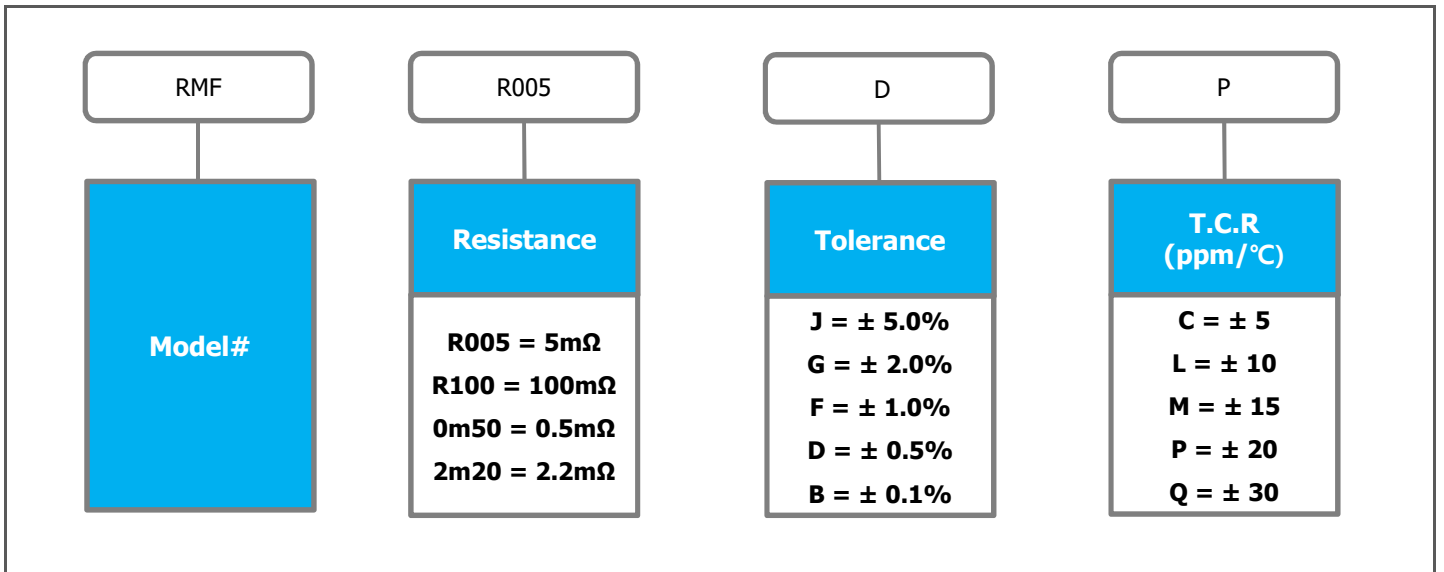 RMF
R005
D
P
Model#
Resistance
R005 = 5mΩ
R100 = 100mΩ
0m50 = 0.5mΩ
2m20 = 2.2mΩ
Tolerance
J = ± 5.0%
G = ± 2.0%
F = ± 1.0%
D = ± 0.5%
B = ± 0.1%
T.C.R
(ppm/℃)
C = ± 5
L = ± 10
M = ± 15
P = ± 20
Q = ± 30